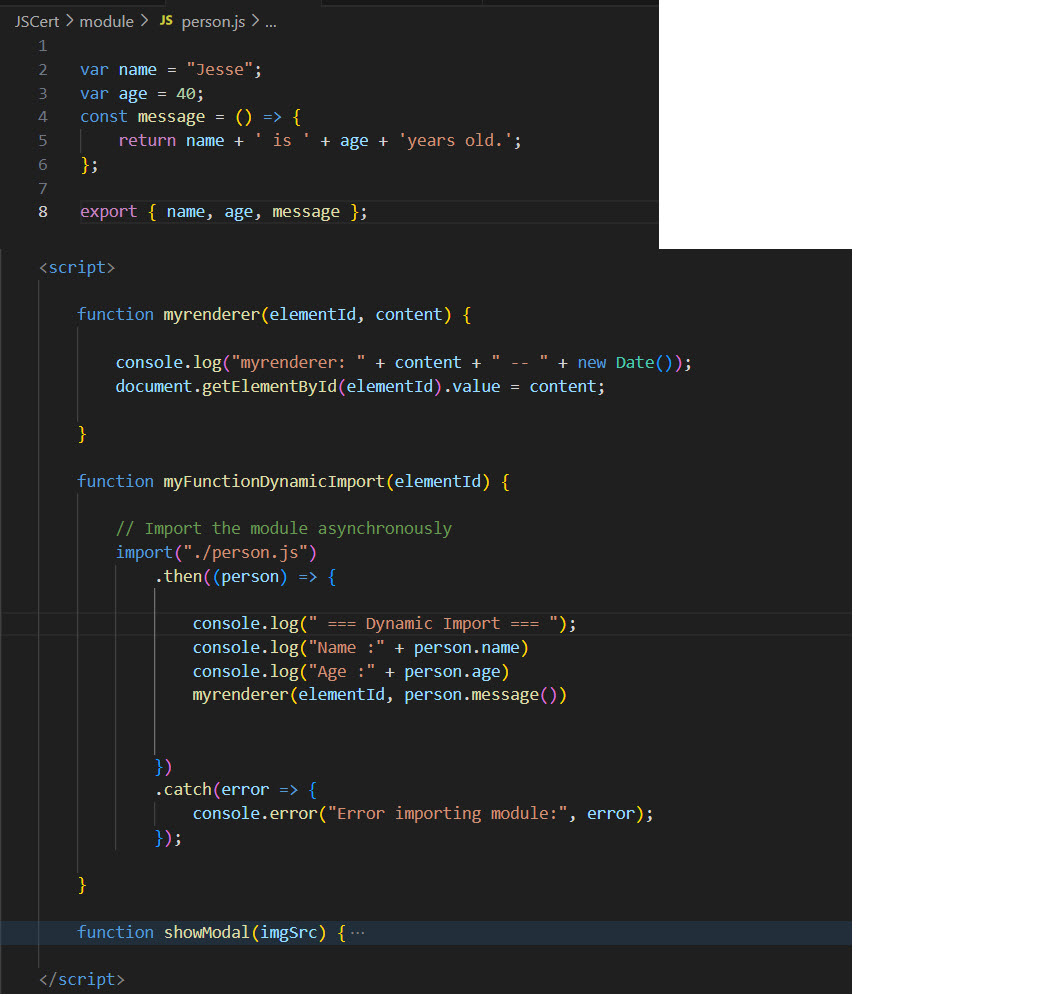 JSCert > module > JS person.js > ...
1
2 var name = "Jesse";
3 var age = 40;
4 const message = () => {
5 return name + ' is ' + age + 'years old.';
6 };
7
8 export { name, age, message };
<script>
function myrenderer(elementId, content) {
console.log("myrenderer: " + content + " -- " + new Date());
document.getElementById(elementId).value = content;
}
function myFunctionDynamicImport(elementId) {
// Import the module asynchronously
import("./person.js")
.then((person) => {
console.log(" === Dynamic Import === ");
console.log("Name :" + person.name)
console.log("Age :" + person.age)
myrenderer(elementId, person.message())
})
.catch(error => {
console.error("Error importing module:", error);
});
}
function showModal(imgSrc) { ...
</script>